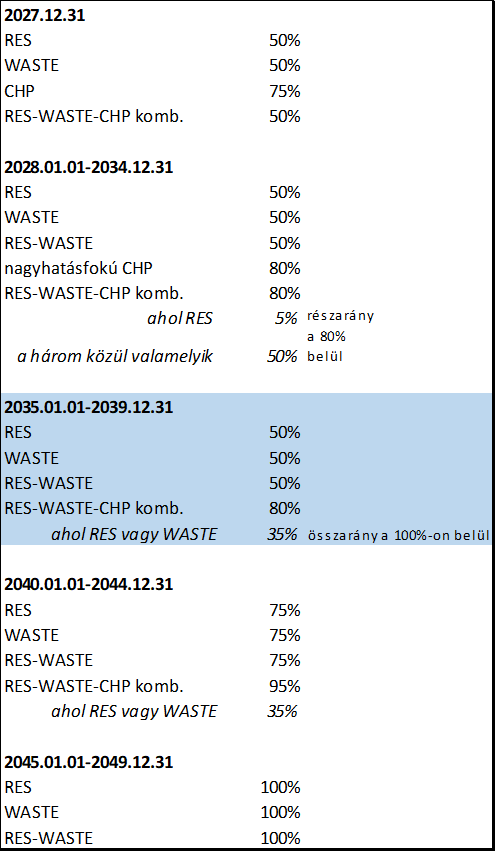 2027.12.31
RES 50%
WASTE 50%
CHP 75%
RES-WASTE-CHP komb. 50%
2028.01.01-2034.12.31
RES 50%
WASTE 50%
RES-WASTE 50%
nagyhatásfokú CHP 80%
RES-WASTE-CHP komb. 80%
ahol RES 5% részarány
a 80%
a három közül valamelyik 50% belül
2035.01.01-2039.12.31
RES 50%
WASTE 50%
RES-WASTE 50%
RES-WASTE-CHP komb. 80%
ahol RES vagy WASTE 35% összarány a 100%-on belül
2040.01.01-2044.12.31
RES 75%
WASTE 75%
RES-WASTE 75%
RES-WASTE-CHP komb. 95%
ahol RES vagy WASTE 35%
2045.01.01-2049.12.31
RES 100%
WASTE 100%
RES-WASTE 100%